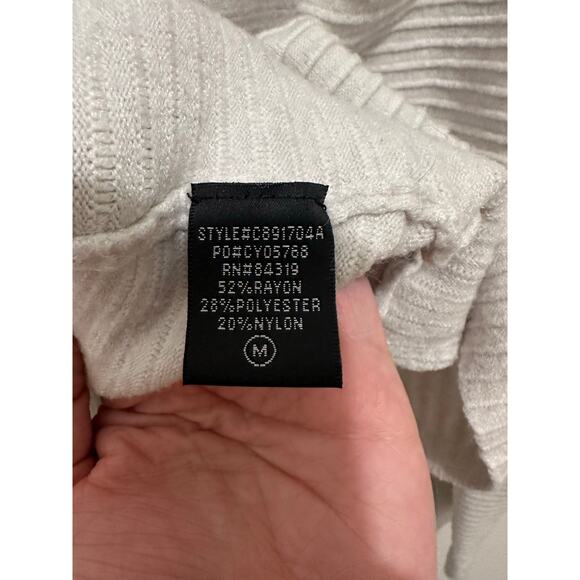 STYLE#C891704A
PO#CY05768
RN#84319
52%RAYON
28%POLYESTER
20%NYLON
M